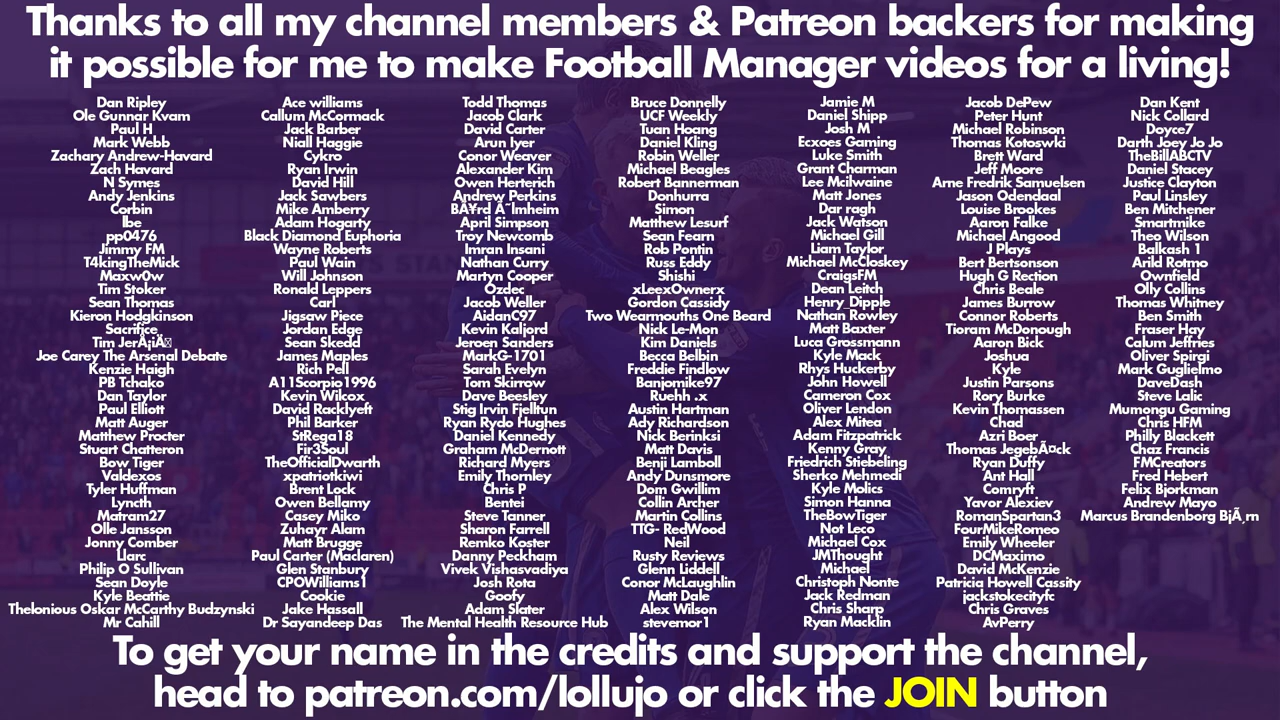 Thanks to all my channel members & Patreon backers for making
it possible for me to make Football Manager videos for a living!
Dan Ripley
Ole Gunnar Kvam
Paul H
Mark Webb
Zachary Andrew-Havard
Zach Havard
N Symes
Andy Jenkins
Corbin
Ibe
pp0476
Jimmy FM
T4kingTheMick
Maxw0w
Tim Stoker
Sean Thomas
Kieron Hodgkinson
Sacrifice
Tim
Joe Carey The Arsenal Debate
Kenzie Haigh
PB Tchako
Dan Taylor
Paul Elliott
Matt Auger
Matthew Procter
Stuart Chatteron
Bow Tiger
Valdexos
Tyler Huffman
Lyncth
Matram27
Olle Jansson
Jonny Comber
Llarc
Philip O Sullivan
Sean Doyle
Kyle Beattie
Thelonious Oskar McCarthy Budzynski
Mr Cahill
Ace williams
Callum McCormack
Jack Barber
Niall Haggie
Cykro
Ryan Irwin
David Hill
Jack Sawbers
Mike Amberry
Adam Hogarty
Black Diamond Euphoria
Wayne Roberts
Paul Wain
Will Johnson
Ronald Leppers
Carl
Jigsaw Piece
Jordan Edge
Sean Skedd
James Maples
Rich Pell
A11Scorpio1996
Kevin Wilcox
David Racklyeft
Phil Barker
StRega18
Fir3Soul
TheOfficialDwarth
xpatriotkiwi
Brent Lock
Owen Bellamy
Casey Miko
Zuhayr Alam
Matt Brugge
Paul Carter (Maclaren)
Glen Stanbury
CPOWilliams1
Cookie
Jake Hassall
Dr Sayandeep Das
Todd Thomas
Jacob Clark
David Carter
Arun Iyer
Conor Weaver
Alexander Kim
Owen Herterich
Andrew Perkins
BÃ¥rd Ã˜lmheim
April Simpson
Troy Newcomb
Imran Insani
Nathan Curry
Martyn Cooper
Ozdec
Jacob Weller
AidanC97
Kevin Kaljord
Jeroen Sanders
MarkG-1701
Sarah Evelyn
Tom Skirrow
Dave Beesley
Stig Irvin Fjelltun
Ryan Rydo Hughes
Daniel Kennedy
Graham McDernott
Richard Myers
Emily Thornley
Chris P
Bentei
Steve Tanner
Sharon Farrell
Remko Koster
Danny Peckham
Vivek Vishasvadiya
Josh Rota
Goofy
Adam Slater
The Mental Health Resource Hub
Bruce Donnelly
UCF Weekly
Tuan Hoang
Daniel Kling
Robin Weller
Michael Beagles
Robert Bannerman
Donhurra
Simon
Matthew Lesurf
Sean Fearn
Rob Pontin
Russ Eddy
Shishi
xLeexOwnerx
Gordon Cassidy
Two Wearmouths One Beard
Nick Le-Mon
Kim Daniels
Becca Belbin
Freddie Findlow
Banjomike97
Ruehh .x
Austin Hartman
Ady Richardson
Nick Berinksi
Matt Davis
Benji Lamboll
Andy Dunsmore
Dom Gwillim
Collin Archer
Martin Collins
TTG- RedWood
Neil
Rusty Reviews
Glenn Liddell
Conor McLaughlin
Matt Dale
Alex Wilson
stevemor1
Jamie M
Daniel Shipp
Josh M
Ecxoes Gaming
Luke Smith
Grant Charman
Lee Mcilwaine
Matt Jones
Dar ragh
Jack Watson
Michael Gill
Liam Taylor
Michael McCloskey
CraigsFM
Dean Leitch
Henry Dipple
Nathan Rowley
Matt Baxter
Luca Grossmann
Kyle Mack
Rhys Huckerby
John Howell
Cameron Cox
Oliver Lendon
Alex Mitea
Adam Fitzpatrick
Kenny Gray
Friedrich Stiebeling
Sherko Mehmedi
Kyle Molics
Simon Hanna
TheBowTiger
Not Leco
Michael Cox
JMThought
Michael
Christoph Nonte
Jack Redman
Chris Sharp
Ryan Macklin
Jacob DePew
Peter Hunt
Michael Robinson
Thomas Kotoswki
Brett Ward
Jeff Moore
Arne Fredrik Samuelsen
Jason Odendaal
Louise Brookes
Aaron Falke
Michael Angood
J Plays
Bert Bertsonson
Hugh G Rection
Chris Beale
James Burrow
Connor Roberts
Tioram McDonough
Aaron Bick
Joshua
Kyle
Justin Parsons
Rory Burke
Kevin Thomassen
Chad
Azri Boer
Thomas JegebÃ¤ck
Ryan Duffy
Ant Hall
Comryft
Yavor Alexiev
RomanSpartan3
FourMikeRomeo
Emily Wheeler
DCMaximo
David McKenzie
Patricia Howell Cassity
jackstokecityfc
Chris Graves
AvPerry
Dan Kent
Nick Collard
Doyce7
Darth Joey Jo Jo
TheBillABCTV
Daniel Stacey
Justice Clayton
Paul Linsley
Ben Mitchener
Smartmike
Theo Wilson
Balkash 1
Arild Rotmo
Ownfield
Olly Collins
Thomas Whitney
Ben Smith
Fraser Hay
Calum Jeffries
Oliver Spirgi
Mark Guglielmo
DaveDash
Steve Lalic
Mumongu Gaming
Chris HFM
Philly Blackett
Chaz Francis
FMCreators
Fred Hebert
Felix Bjorkman
Andrew Mayo
Marcus Brandenborg BjÃ¸rn
To get your name in the credits and support the channel,
head to patreon.com/lollujo or click the JOIN button